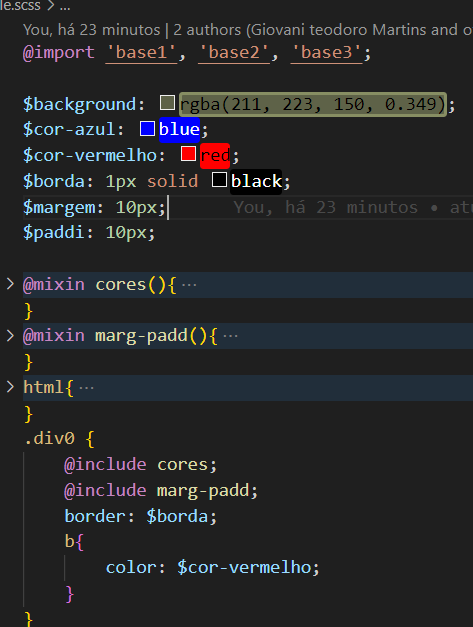 le.scss > ...
You, há 23 minutos | 2 authors (Giovani teodoro Martins and o
@import 'base1', 'base2', 'base3';
$background: rgba(211, 223, 150, 0.349);
$cor-azul: blue;
$cor-vermelho: red;
$borda: 1px solid black;
$margem: 10px; You, há 23 minutos • atu
$paddi: 10px;
@mixin cores(){ ...
}
@mixin marg-padd(){ ...
}
html{ ...
}
.div0 {
@include cores;
@include marg-padd;
border: $borda;
b{
color: $cor-vermelho;
}
}